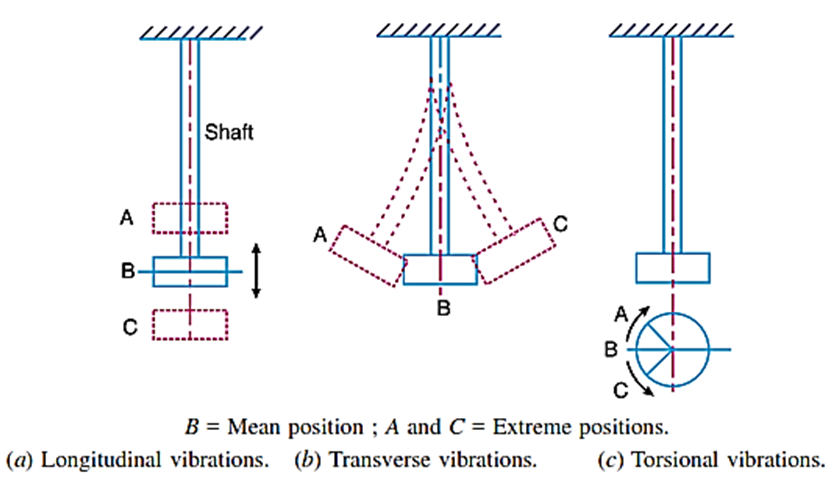 Shaft
A
B
C
A
C
B
A
B
C
B = Mean position ; A and C = Extreme positions.
(a) Longitudinal vibrations. (b) Transverse vibrations. (c) Torsional vibrations.